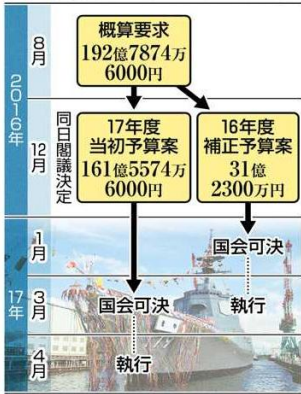 2016年
8月
概算要求
192億7874万
6000円
12月
同日閣議決定
17年度
当初予算案
161億5574万
6000円
16年度
補正予算案
31億
2300万円
17年
1月
国会可決
3月
国会可決
執行
4月
執行